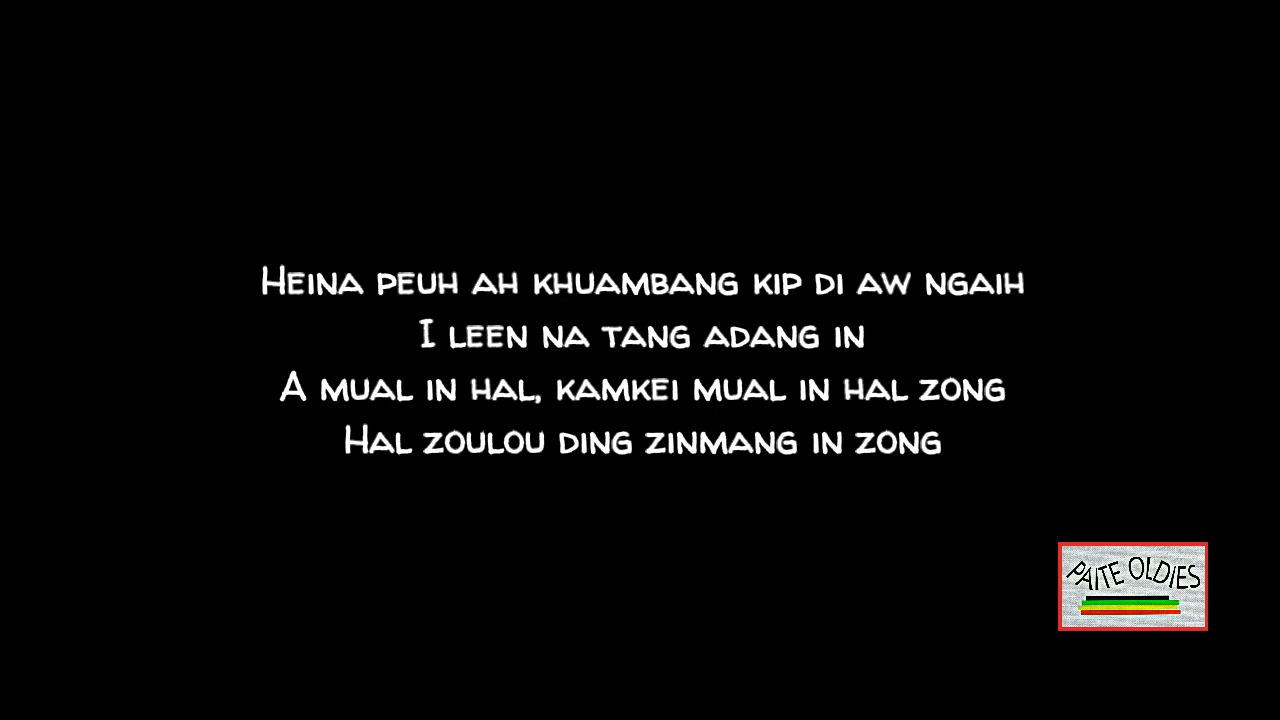 Heina peuh ah khuambang kip di aw ngaih
I leen na tang adang in
A mual in hal, kamkei mual in hal zong
Hal zoulou ding zinmang in zong
PAITE OLDIES